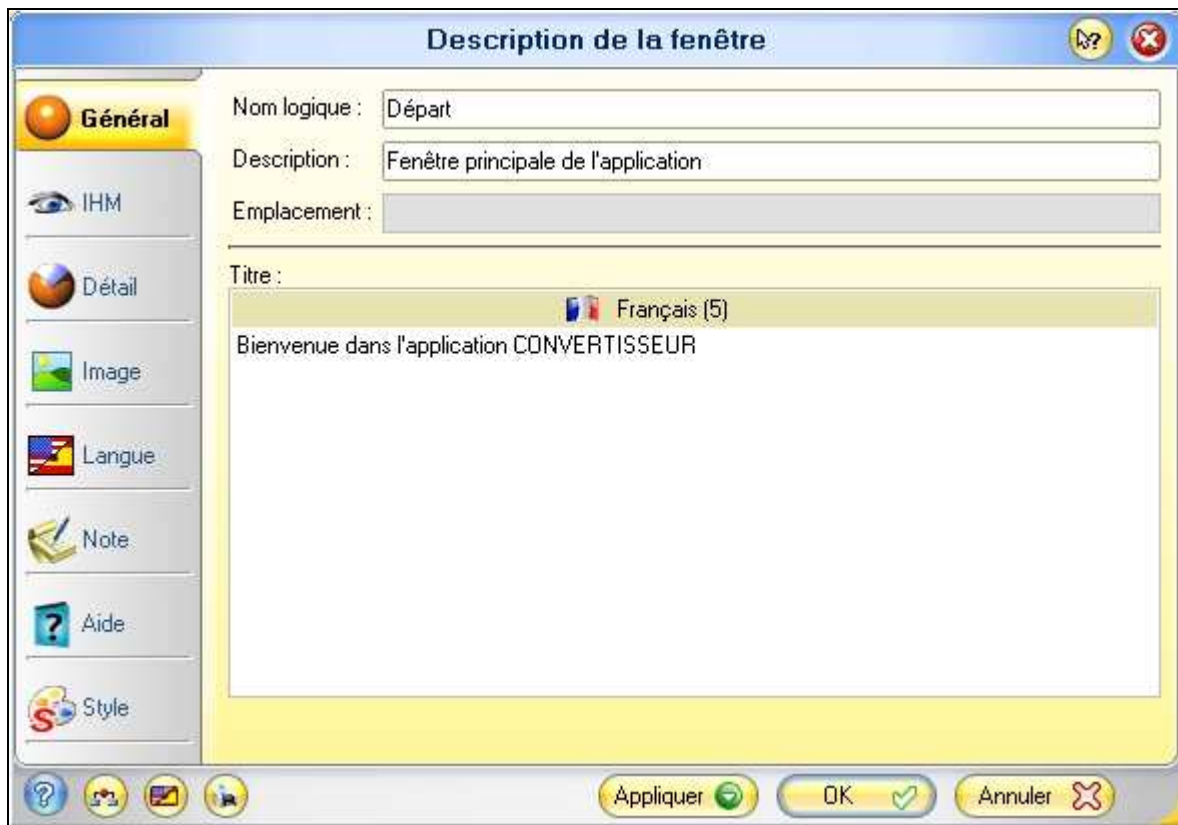 Description de la fenêtre
Général
IHM
Détail
Image
Langue
Note
Aide
Style
Nom logique : Départ
Description : Fenêtre principale de l'application
Emplacement :
Titre :
Français (5)
Bienvenue dans l'application CONVERTISSEUR
Appliquer
OK
Annuler